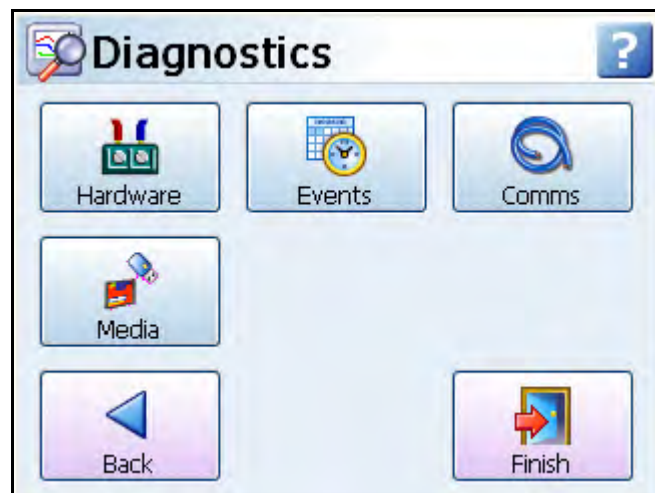 Diagnostics
?
Hardware
Events
Comms
Media
Back
Finish